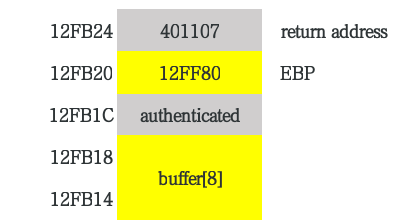 12FB24 401107 return address
12FB20 12FF80 EBP
12FB1C authenticated
12FB18
buffer[8]
12FB14